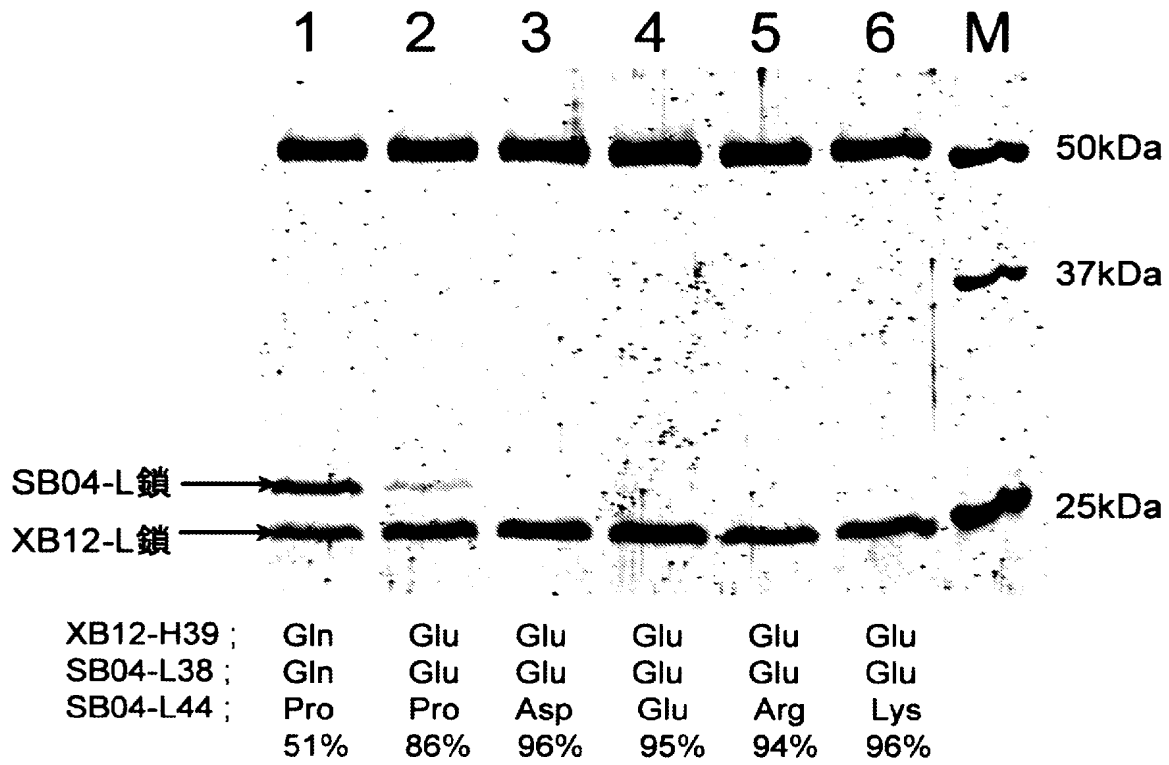 1 2 3 4 5 6 M
50kDa
37kDa
SB04-L鎖
25kDa
XB12-L鎖
XB12-H39 ; Gln Glu Glu Glu Glu Glu
SB04-L38 ; Gln Glu Glu Glu Glu Glu
SB04-L44 ; Pro Pro Asp Glu Arg Lys
51% 86% 96% 95% 94% 96%